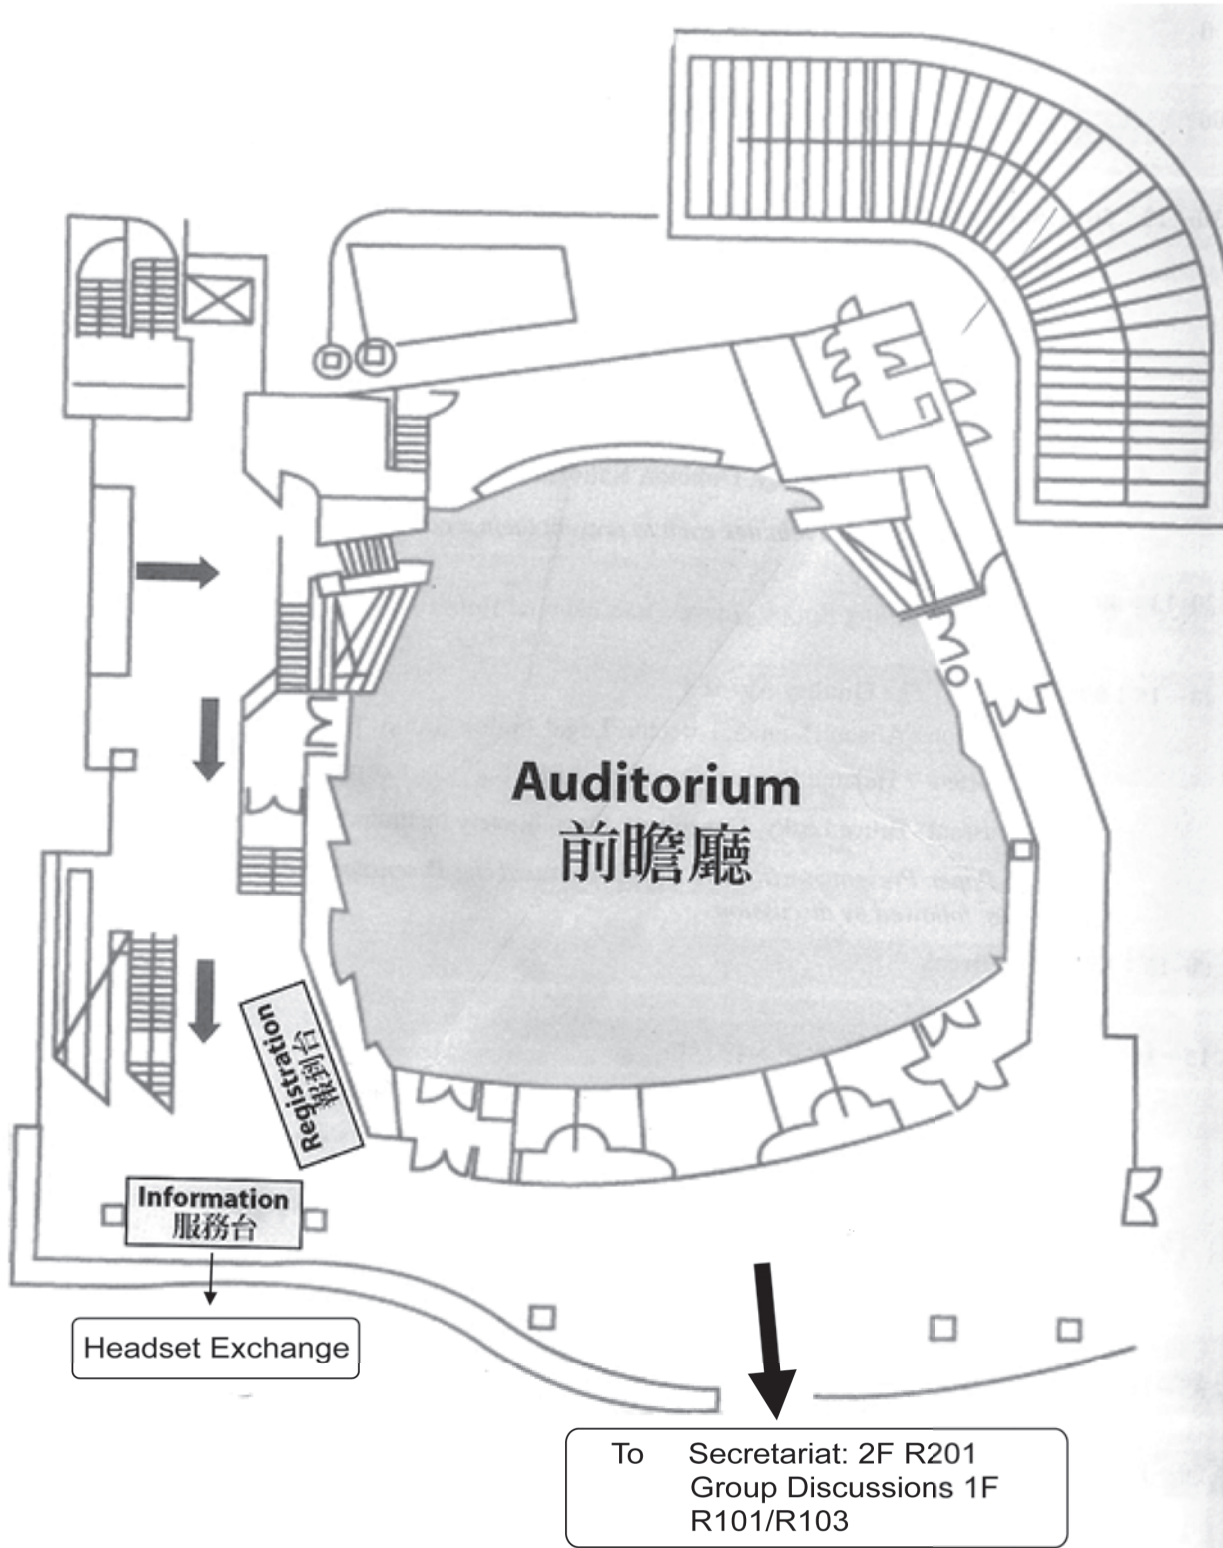 Auditorium
前瞻廳
Registration
報到台
Information
服務台
Headset Exchange
To Secretariat: 2F R201
Group Discussions 1F
R101/R103